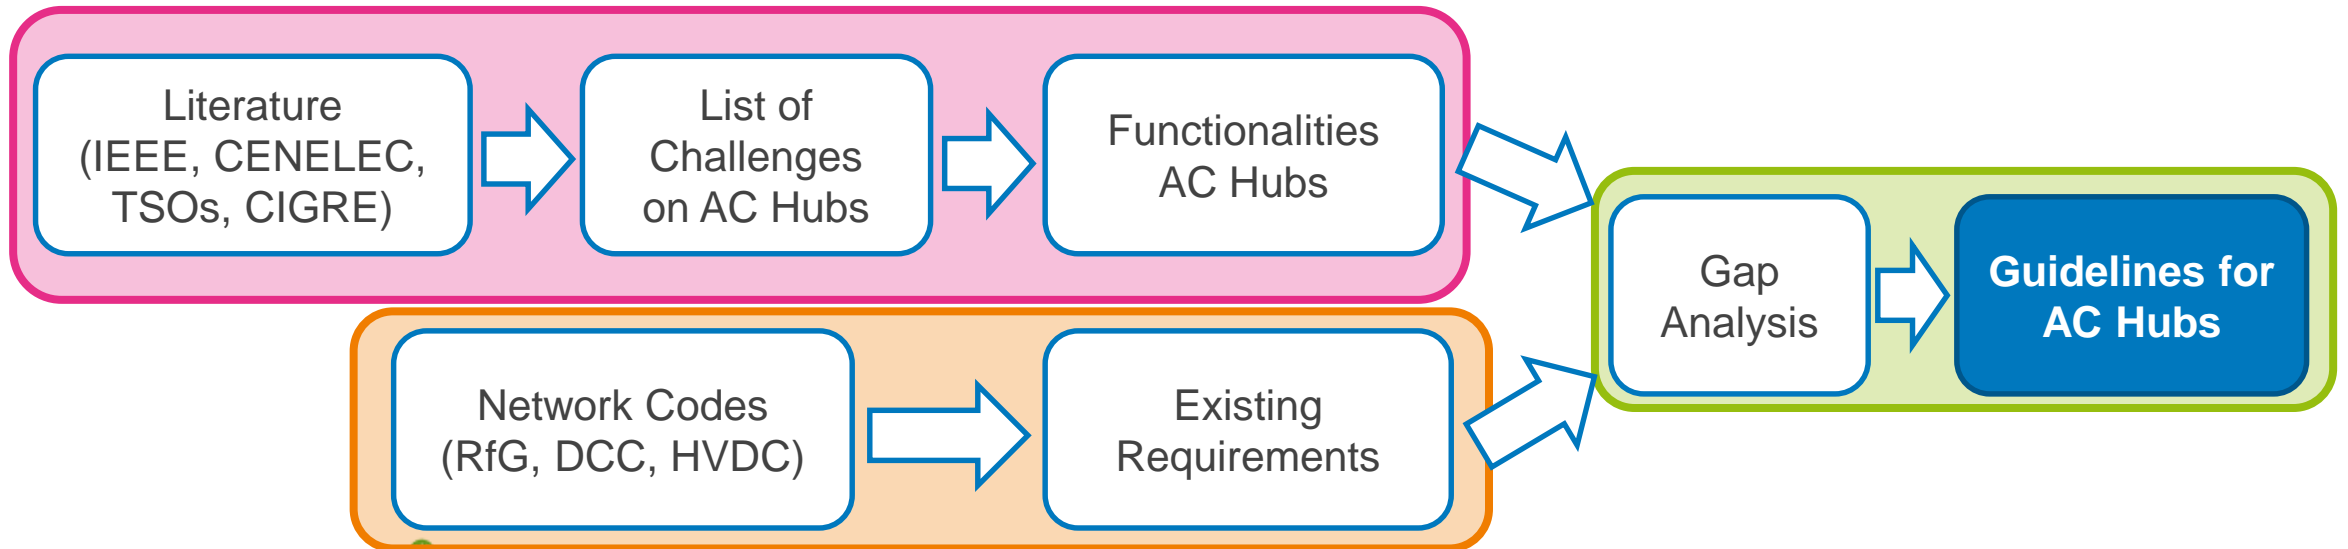 Literature
(IEEE, CENELEC,
TSOs, CIGRE)
List of
Challenges
on AC Hubs
Functionalities
AC Hubs
Gap
Analysis
Guidelines for
AC Hubs
Network Codes
(RfG, DCC, HVDC)
Existing
Requirements